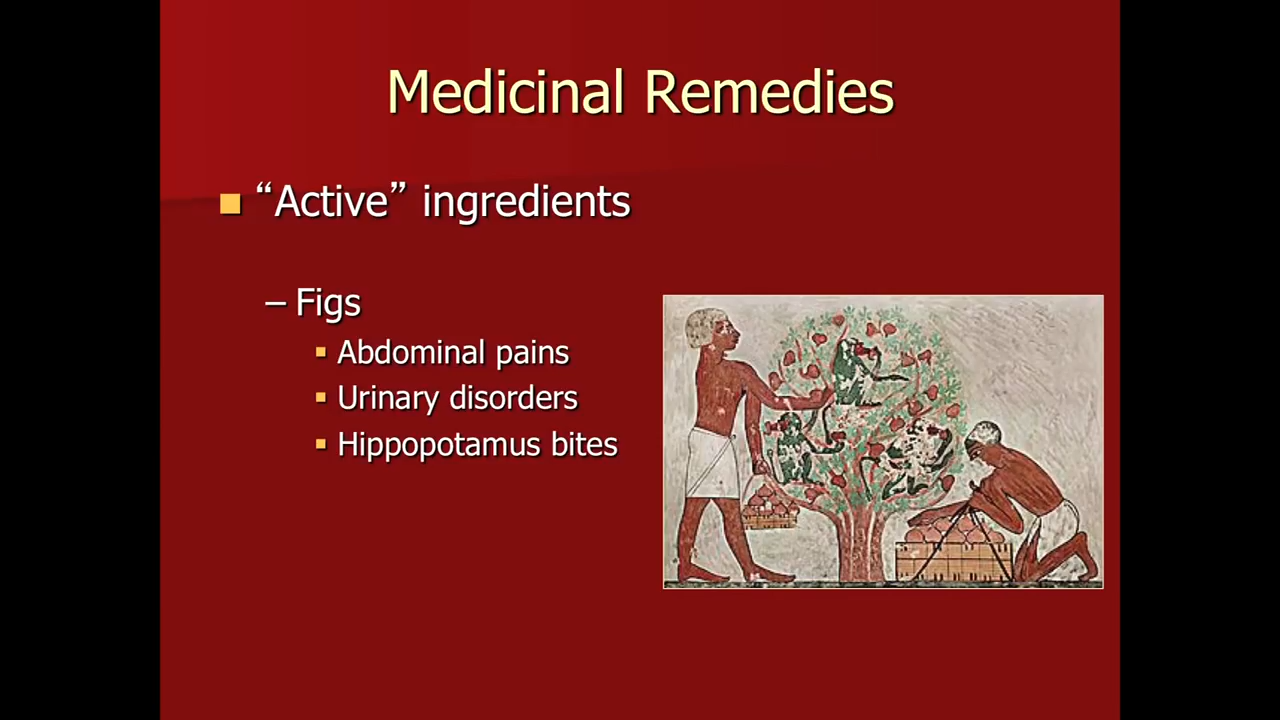 Medicinal Remedies
“Active” ingredients
– Figs
Abdominal pains
Urinary disorders
Hippopotamus bites